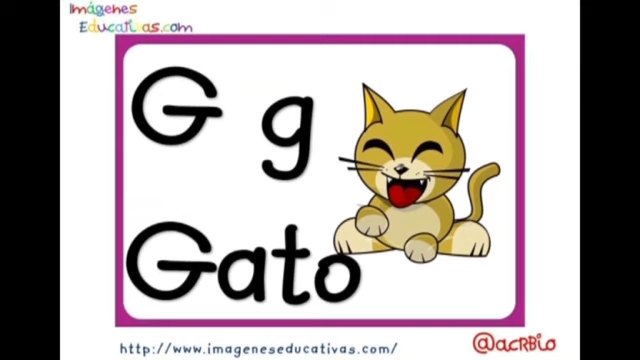 Imágenes
Educativas.com
G g
Gato
http://www.imageneseducativas.com/
@acrbio